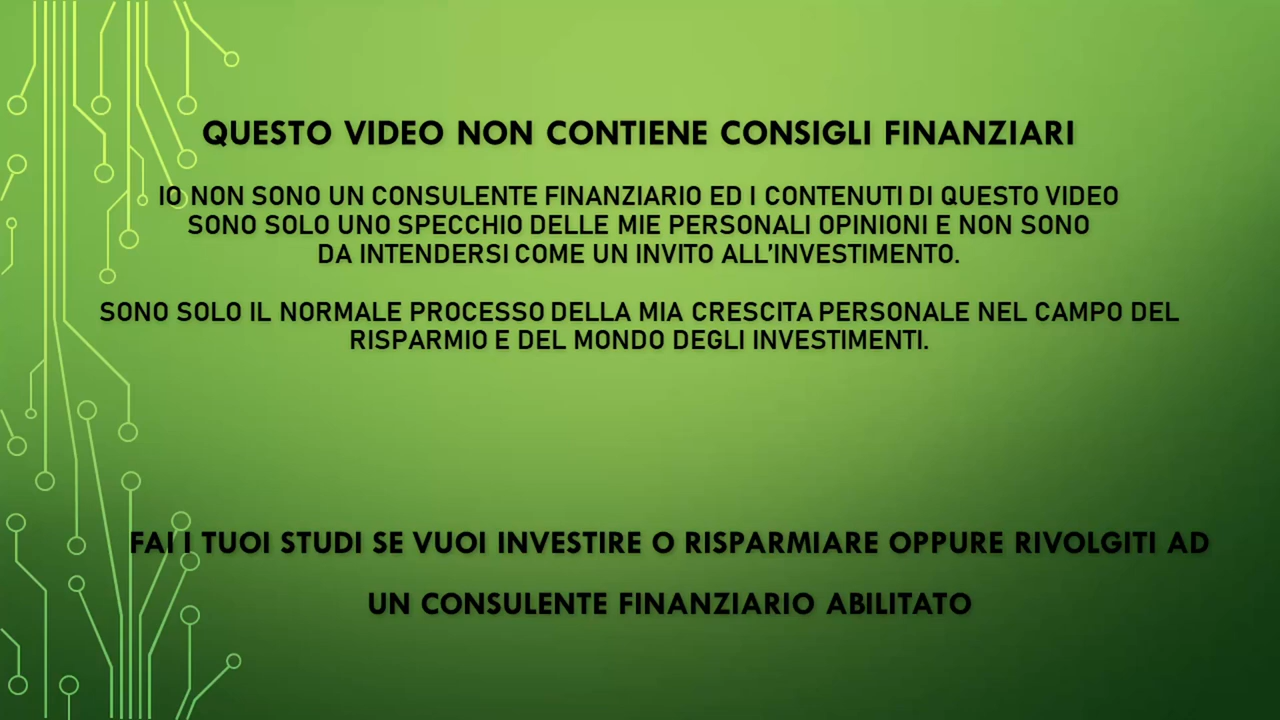 QUESTO VIDEO NON CONTIENE CONSIGLI FINANZIARI
IO NON SONO UN CONSULENTE FINANZIARIO ED I CONTENUTI DI QUESTO VIDEO
SONO SOLO UNO SPECCHIO DELLE MIE PERSONALI OPINIONI E NON SONO
DA INTENDERSI COME UN INVITO ALL'INVESTIMENTO.
SONO SOLO IL NORMALE PROCESSO DELLA MIA CRESCITA PERSONALE NEL CAMPO DEL
RISPARMIO E DEL MONDO DEGLI INVESTIMENTI.
FAI I TUOI STUDI SE VUOI INVESTIRE O RISPARMIARE OPPURE RIVOLGITI AD
UN CONSULENTE FINANZIARIO ABILITATO